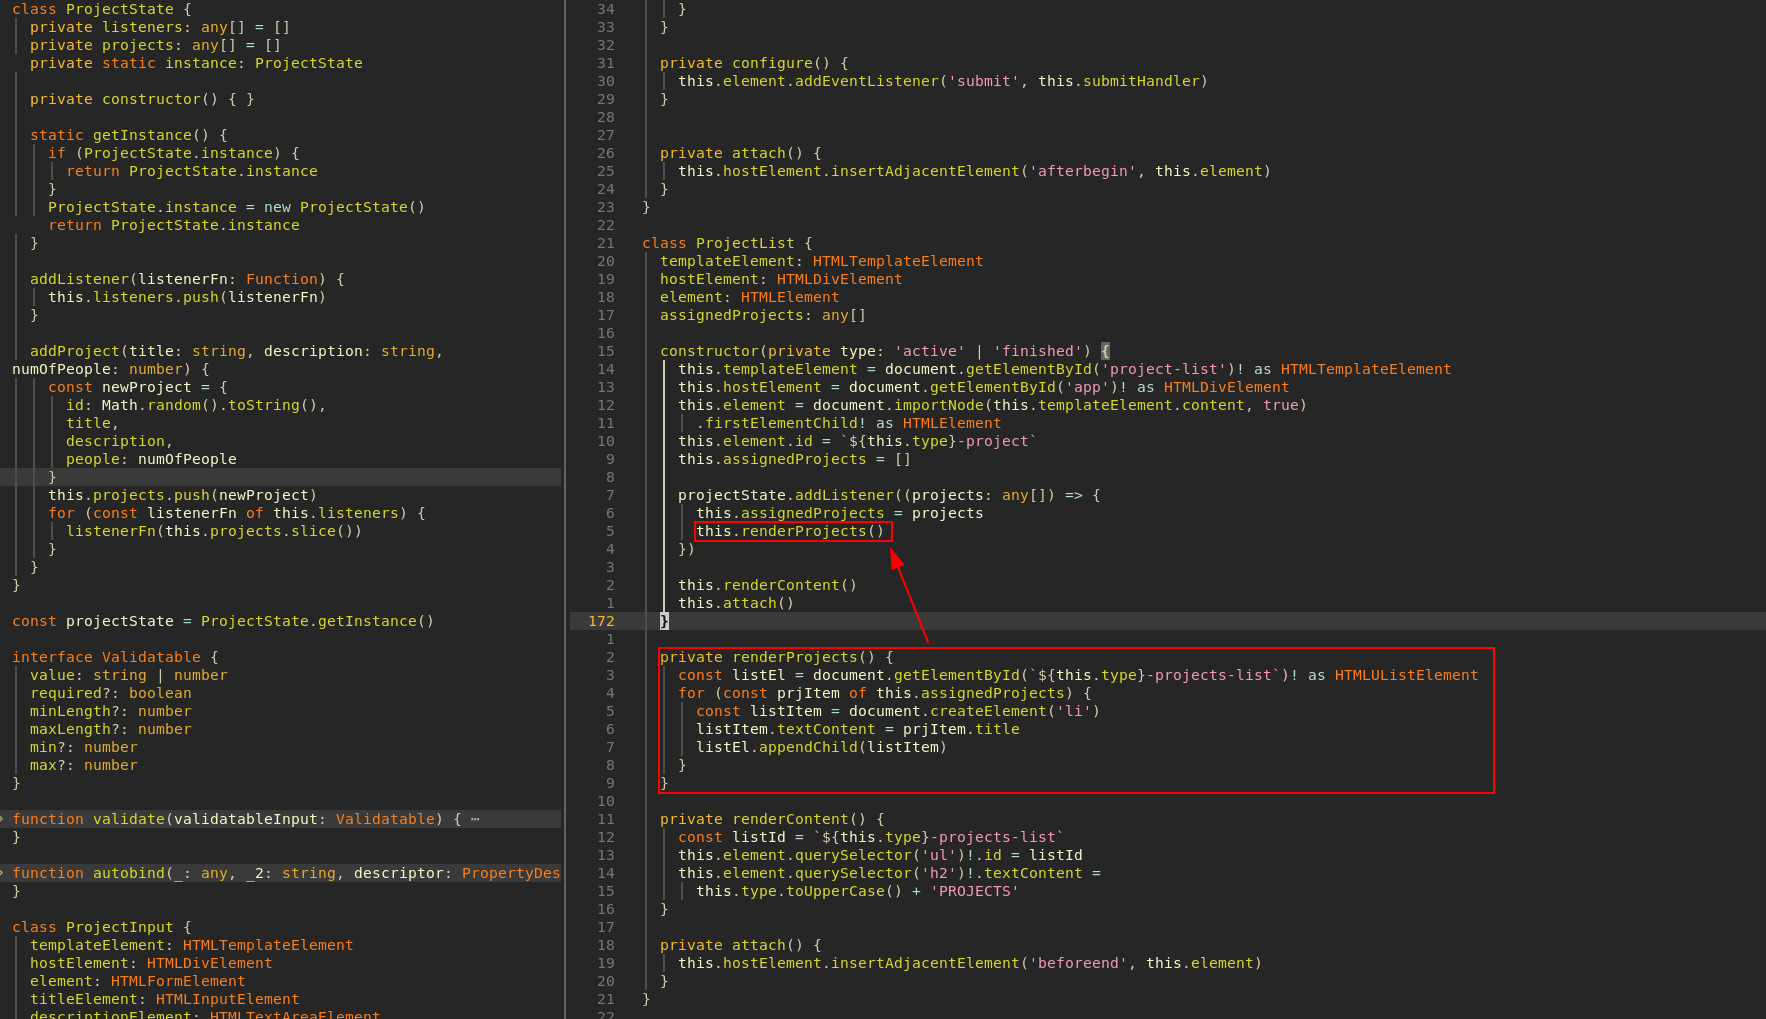 class ProjectState {
private listeners: any[] = []
private projects: any[] = []
private static instance: ProjectState
private constructor() { }
static getInstance() {
if (ProjectState.instance) {
return ProjectState.instance
}
ProjectState.instance = new ProjectState()
return ProjectState.instance
}
addListener(listenerFn: Function) {
this.listeners.push(listenerFn)
}
addProject(title: string, description: string,
numOfPeople: number) {
const newProject = {
id: Math.random().toString(),
title,
description,
people: numOfPeople
}
this.projects.push(newProject)
for (const listenerFn of this.listeners) {
listenerFn(this.projects.slice())
}
}
}
const projectState = ProjectState.getInstance()
interface Validatable {
value: string | number
required?: boolean
minLength?: number
maxLength?: number
min?: number
max?: number
}
› function validate(validatableInput: Validatable) { ⋯
}
› function autobind(_: any, _2: string, descriptor: PropertyDes
}
class ProjectInput {
templateElement: HTMLTemplateElement
hostElement: HTMLDivElement
element: HTMLFormElement
titleElement: HTMLInputElement
descriptionElement: HTMLTextAreaElement
34 }
33 }
32
31 private configure() {
30 this.element.addEventListener('submit', this.submitHandler)
29 }
28
27
26 private attach() {
25 this.hostElement.insertAdjacentElement('afterbegin', this.element)
24 }
23 }
22
21 class ProjectList {
20 templateElement: HTMLTemplateElement
19 hostElement: HTMLDivElement
18 element: HTMLElement
17 assignedProjects: any[]
16
15 constructor(private type: 'active' | 'finished') {
14 this.templateElement = document.getElementById('project-list')! as HTMLTemplateElement
13 this.hostElement = document.getElementById('app')! as HTMLDivElement
12 this.element = document.importNode(this.templateElement.content, true)
11 .firstElementChild! as HTMLElement
10 this.element.id = `${this.type}-project`
9 this.assignedProjects = []
8
7 projectState.addListener((projects: any[]) => {
6 this.assignedProjects = projects
5 this.renderProjects()
4 })
3
2 this.renderContent()
1 this.attach()
172 }
1
2 private renderProjects() {
3 const listEl = document.getElementById(`${this.type}-projects-list`)! as HTMLUListElement
4 for (const prjItem of this.assignedProjects) {
5 const listItem = document.createElement('li')
6 listItem.textContent = prjItem.title
7 listEl.appendChild(listItem)
8 }
9 }
10
11 private renderContent() {
12 const listId = `${this.type}-projects-list`
13 this.element.querySelector('ul')!.id = listId
14 this.element.querySelector('h2')!.textContent =
15 this.type.toUpperCase() + 'PROJECTS'
16 }
17
18 private attach() {
19 this.hostElement.insertAdjacentElement('beforeend', this.element)
20 }
21 }
22